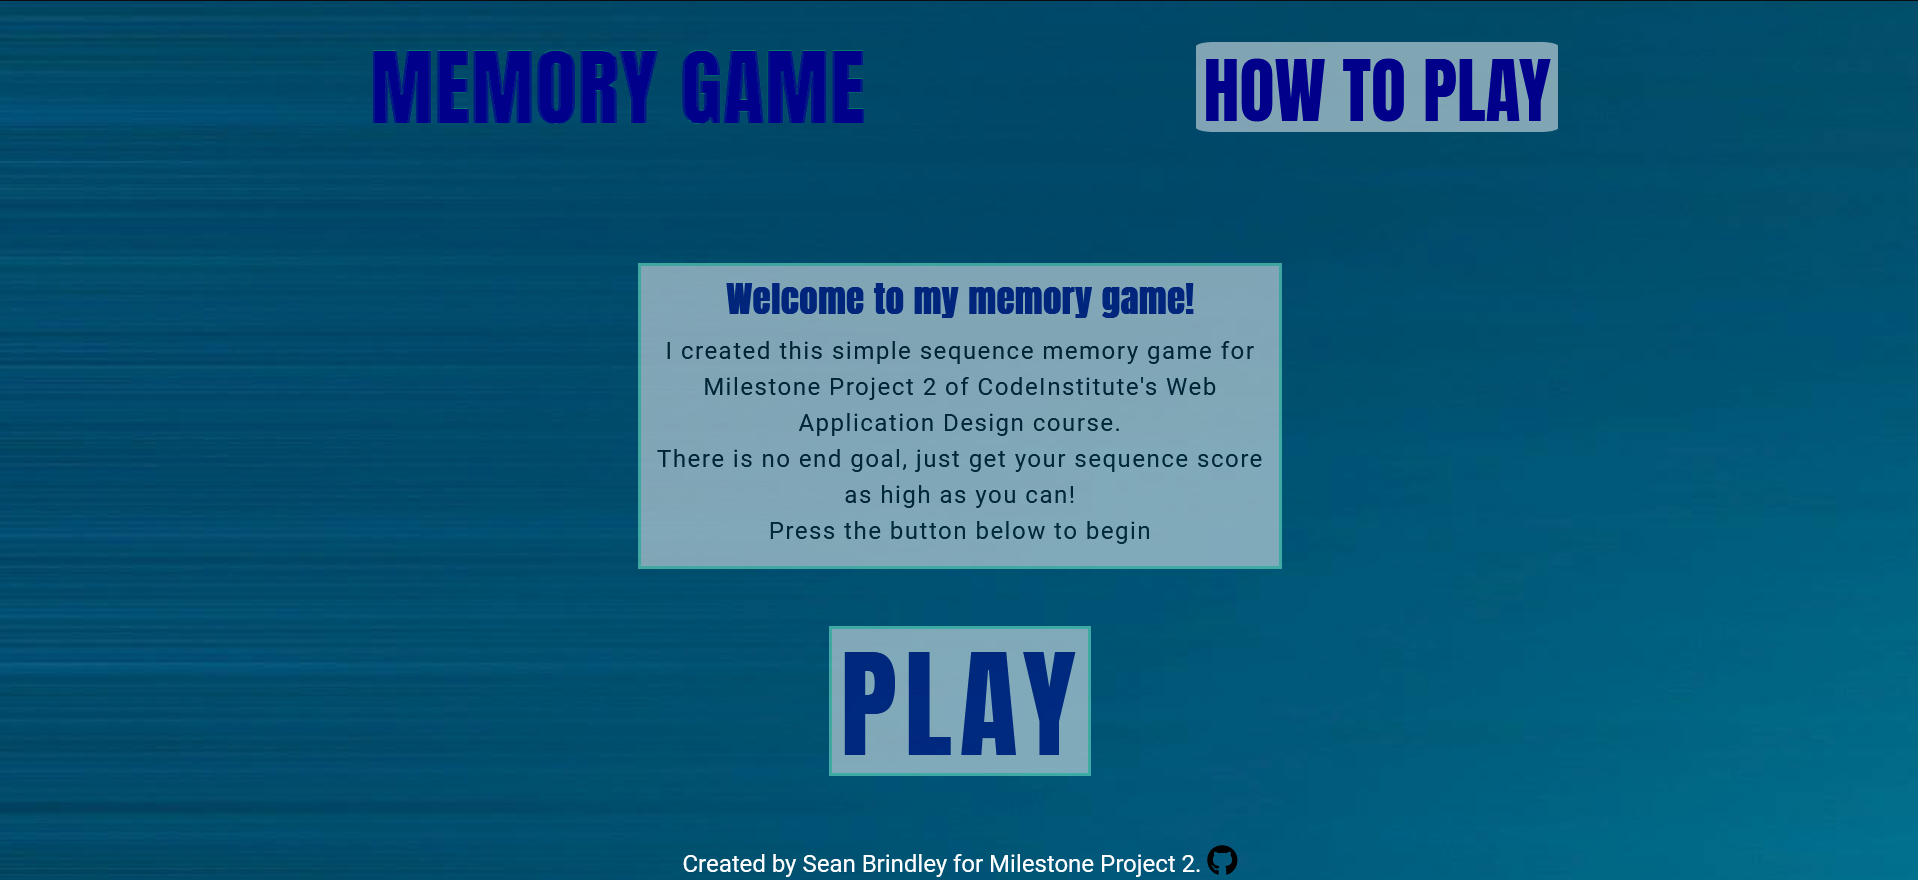 MEMORY GAME
HOW TO PLAY
Welcome to my memory game!
I created this simple sequence memory game for
Milestone Project 2 of CodeInstitute's Web
Application Design course.
There is no end goal, just get your sequence score
as high as you can!
Press the button below to begin
PLAY
Created by Sean Brindley for Milestone Project 2.